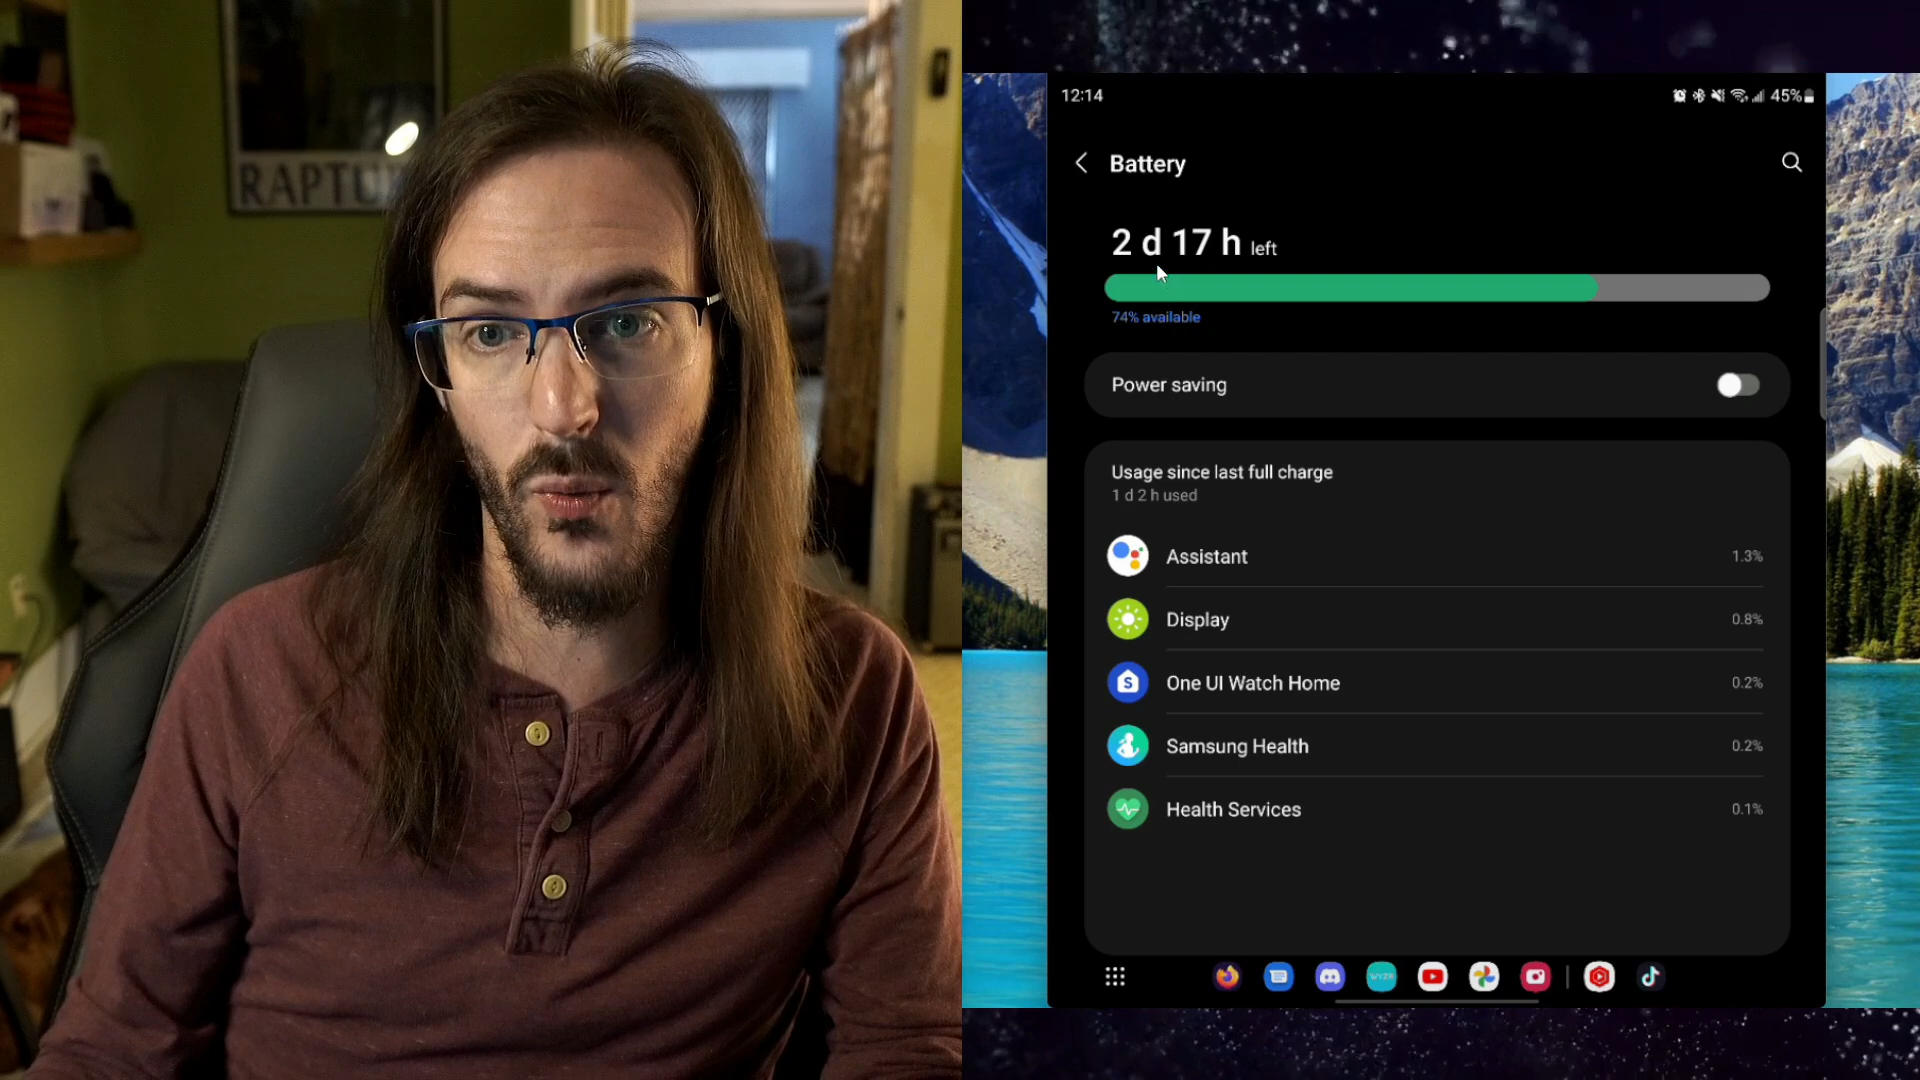 RAPTU
12:14
45%
Battery
2 d 17 h left
74% available
Power saving
Usage since last full charge
1 d 2 h used
Assistant
1.3%
Display
0.8%
One UI Watch Home
0.2%
Samsung Health
0.2%
Health Services
0.1%
WYZE